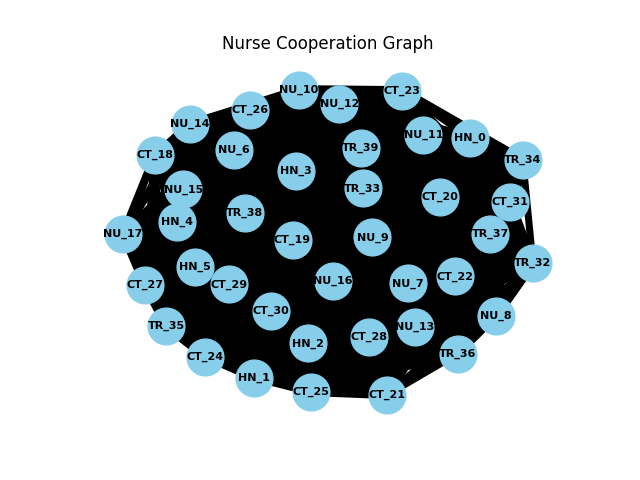 Nurse Cooperation Graph
NU_10
CT_23
NU_12
CT_26
NU_14
NU_11
HN_0
TR_39
NU_6
CT_18
TR_34
HN_3
NU_15
TR_33
CT_20
CT_31
TR_38
HN_4
NU_17
TR_37
NU_9
CT_19
TR_32
HN_5
CT_22
NU_16
NU_7
CT_29
CT_27
CT_30
NU_8
TR_35
NU_13
CT_28
HN_2
TR_36
CT_24
HN_1
CT_25
CT_21